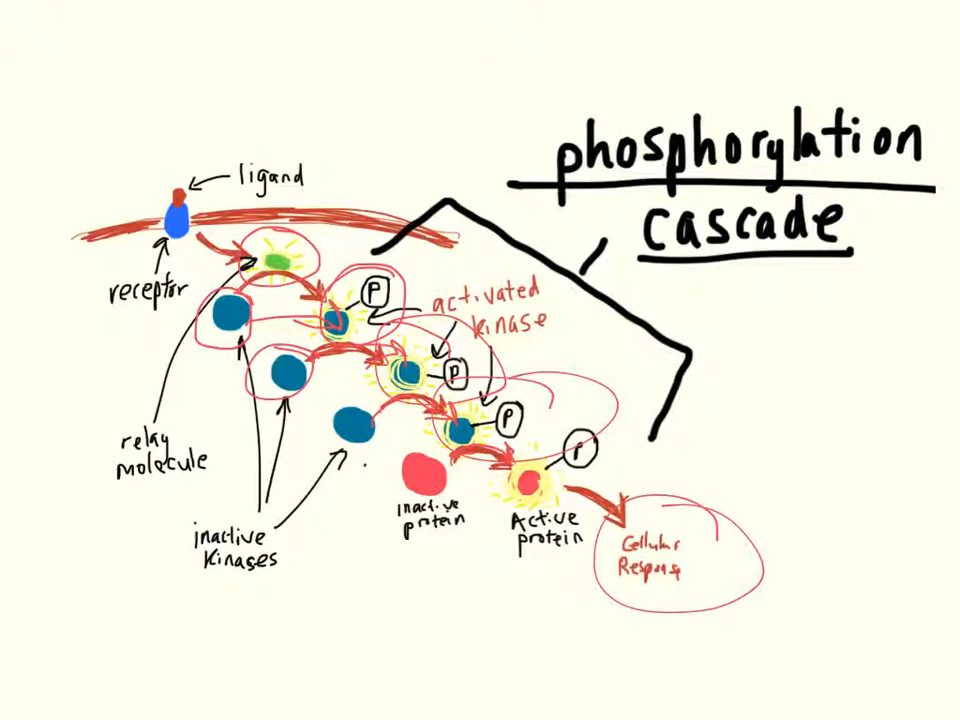 phosphorylation
cascade
ligand
receptor
P
activated
kinase
P
P
relay
molecule
P
inactive
protein
Active
protein
inactive
kinases
Cellular
Response